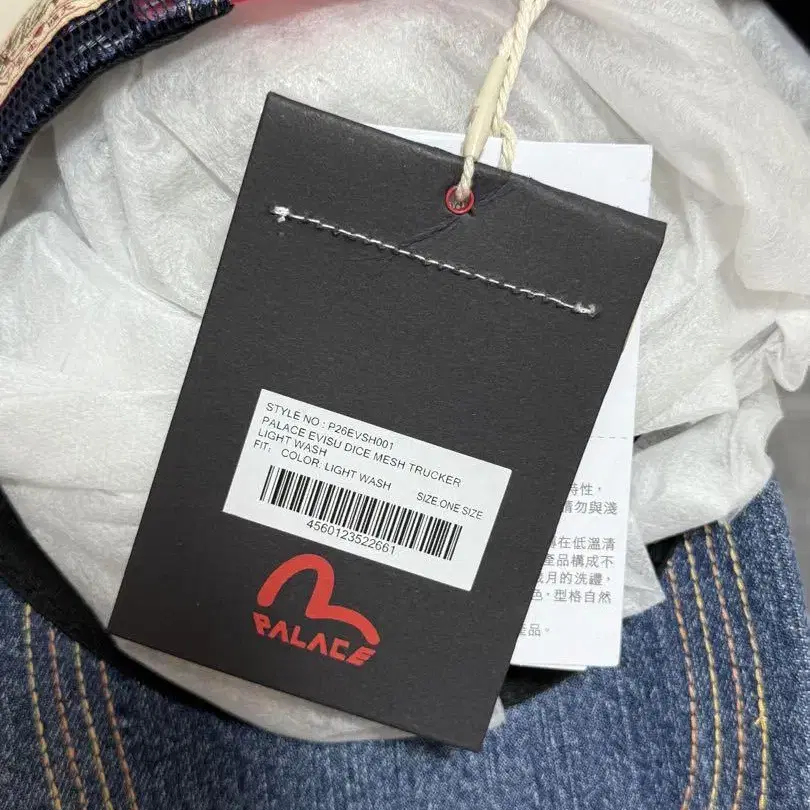 STYLE NO : P26EVSH001
PALACE EVISU DICE MESH TRUCKER
LIGHT WASH
FIT: COLOR. LIGHT WASH SIZE.ONE SIZE
4560123522661
PALACE
特性，
請勿與淺
在低溫清
產品構成不
月的洗禮，
色，型格自然
產品。